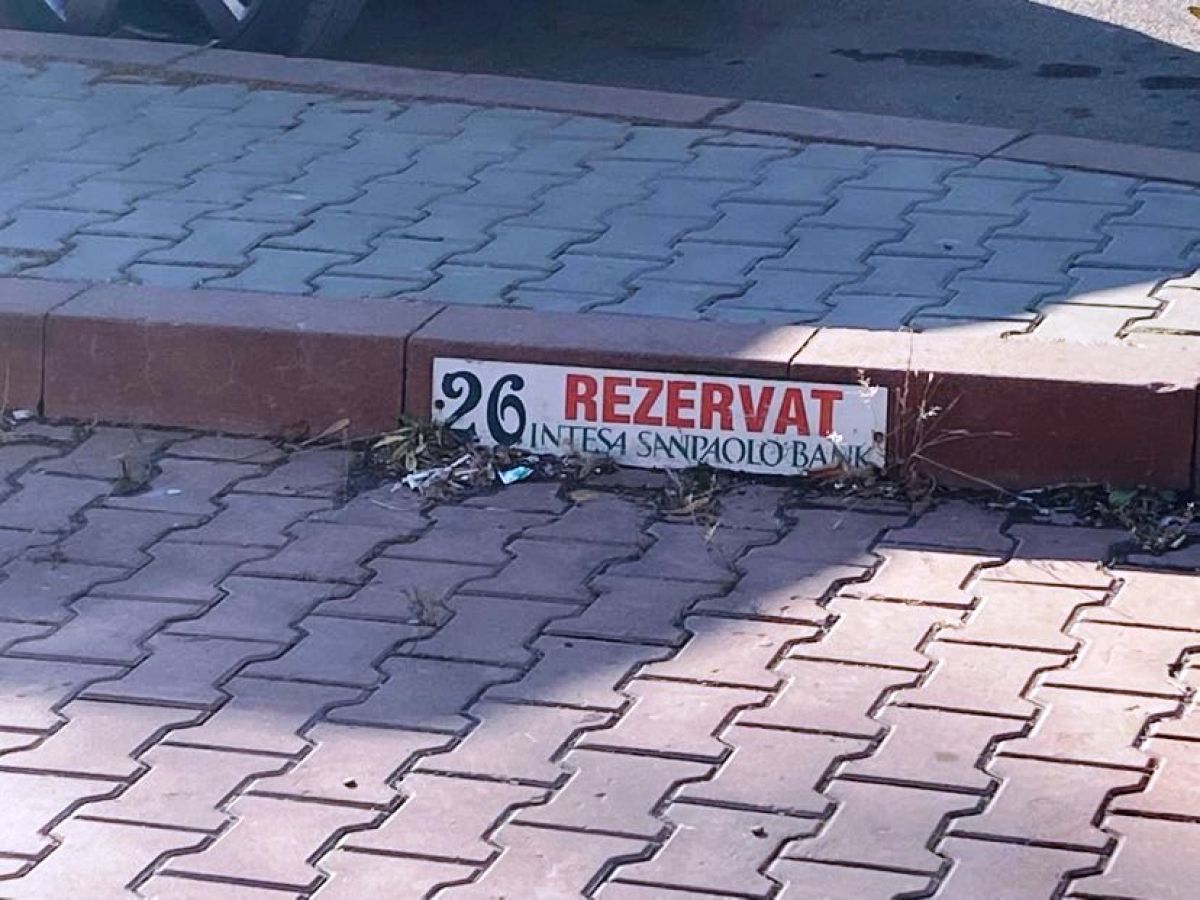 26 REZERVAT
INTESA SANPAOLO BANK